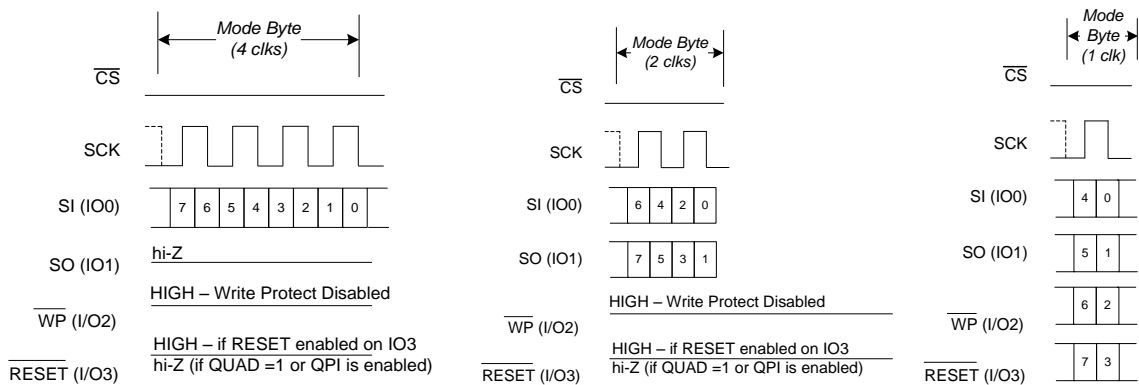 Mode Byte
(4 clks)
CS
SCK
SI (IO0)
7 6 5 4 3 2 1 0
SO (IO1)
hi-Z
HIGH – Write Protect Disabled
WP (I/O2)
HIGH – if RESET enabled on IO3
hi-Z (if QUAD =1 or QPI is enabled)
RESET (I/O3)
Mode Byte
(2 clks)
CS
SCK
SI (IO0)
6 4 2 0
SO (IO1)
7 5 3 1
HIGH – Write Protect Disabled
WP (I/O2)
HIGH – if RESET enabled on IO3
hi-Z (if QUAD =1 or QPI is enabled)
RESET (I/O3)
Mode
Byte
(1 clk)
CS
SCK
SI (IO0)
4 0
SO (IO1)
5 1
WP (I/O2)
6 2
RESET (I/O3)
7 3